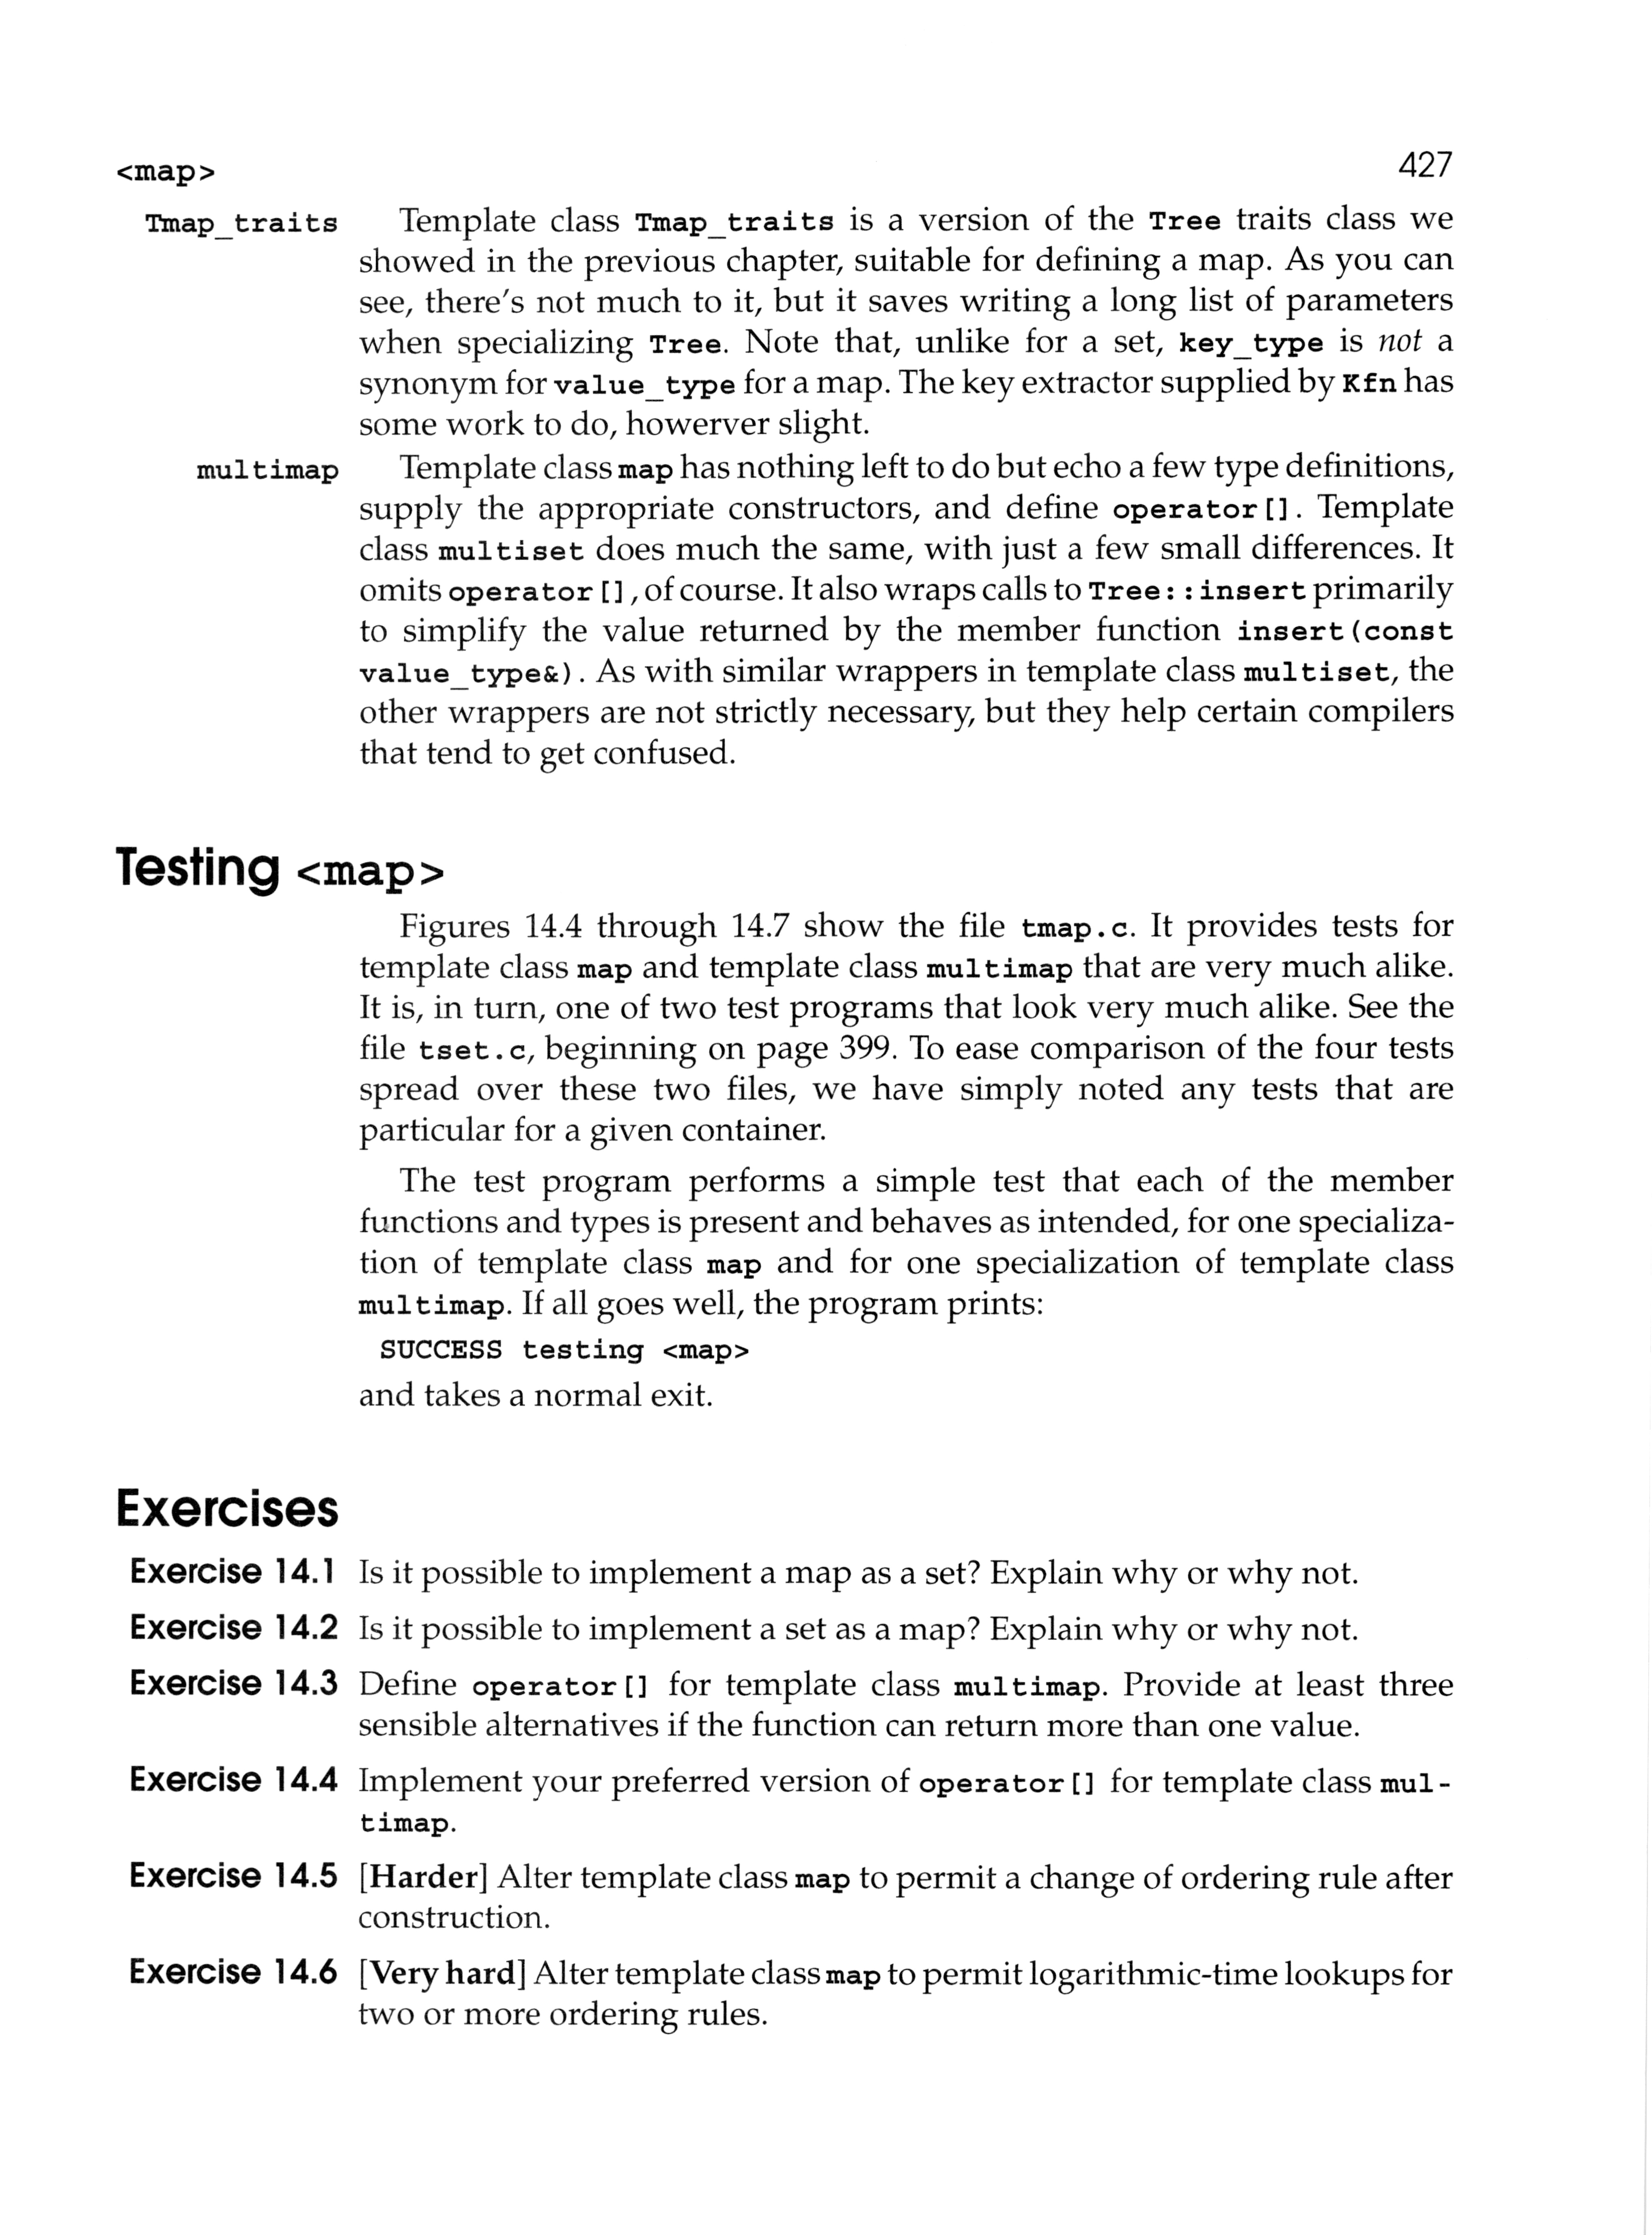 <map> 427
Tmap_traits Template class Tmap_traits is a version of the Tree traits class we
showed in the previous chapter, suitable for defining a map. As you can
see, there's not much to it, but it saves writing a long list of parameters
when specializing Tree. Note that, unlike for a set, key_type is not a
synonym for value_type for a map. The key extractor supplied by Kfn has
some work to do, howerver slight.
multimap Template class map has nothing left to do but echo a few type definitions,
supply the appropriate constructors, and define operator[]. Template
class multiset does much the same, with just a few small differences. It
omits operator[], of course. It also wraps calls to Tree::insert primarily
to simplify the value returned by the member function insert(const
value_type&). As with similar wrappers in template class multiset, the
other wrappers are not strictly necessary, but they help certain compilers
that tend to get confused.
Testing <map>
Figures 14.4 through 14.7 show the file tmap.c. It provides tests for
template class map and template class multimap that are very much alike.
It is, in turn, one of two test programs that look very much alike. See the
file tset.c, beginning on page 399. To ease comparison of the four tests
spread over these two files, we have simply noted any tests that are
particular for a given container.
The test program performs a simple test that each of the member
functions and types is present and behaves as intended, for one specializa-
tion of template class map and for one specialization of template class
multimap. If all goes well, the program prints:
SUCCESS testing <map>
and takes a normal exit.
Exercises
Exercise 14.1 Is it possible to implement a map as a set? Explain why or why not.
Exercise 14.2 Is it possible to implement a set as a map? Explain why or why not.
Exercise 14.3 Define operator[] for template class multimap. Provide at least three
sensible alternatives if the function can return more than one value.
Exercise 14.4 Implement your preferred version of operator[] for template class mul-
timap.
Exercise 14.5 [Harder] Alter template class map to permit a change of ordering rule after
construction.
Exercise 14.6 [Very hard] Alter template class map to permit logarithmic-time lookups for
two or more ordering rules.